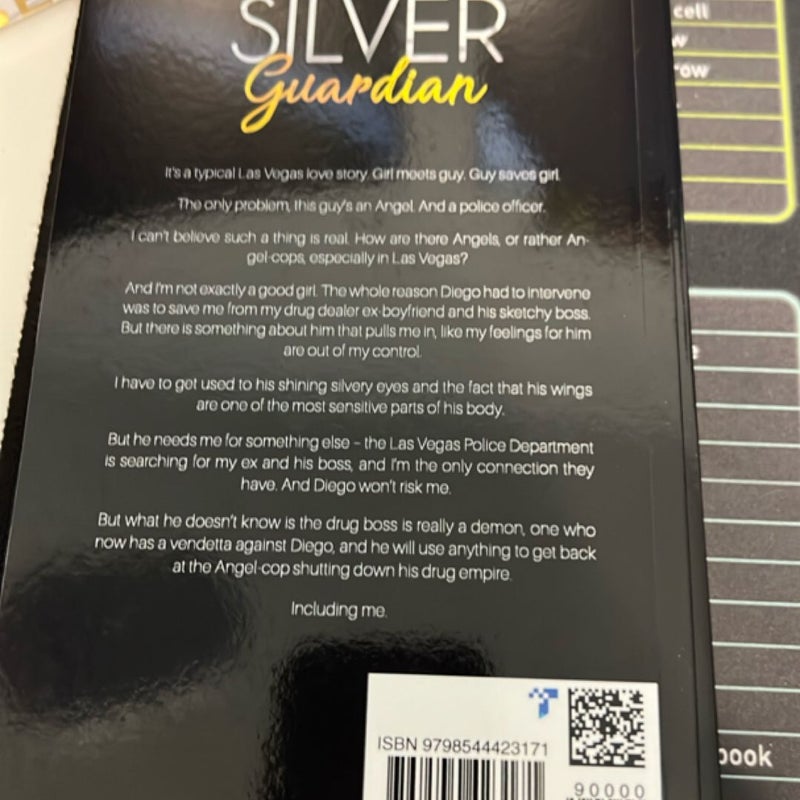 SILVER
Guardian
It's a typical Las Vegas love story. Girl meets guy. Guy saves girl.
The only problem, this guy's an Angel. And a police officer.
I can't believe such a thing is real. How are there Angels, or rather An-
gel-cops, especially in Las Vegas?
And I'm not exactly a good girl. The whole reason Diego had to intervene
was to save me from my drug dealer ex-boyfriend and his sketchy boss.
But there is something about him that pulls me in, like my feelings for him
are out of my control.
I have to get used to his shining silvery eyes and the fact that his wings
are one of the most sensitive parts of his body.
But he needs me for something else – the Las Vegas Police Department
is searching for my ex and his boss, and I'm the only connection they
have. And Diego won't risk me.
But what he doesn't know is the drug boss is really a demon, one who
now has a vendetta against Diego, and he will use anything to get back
at the Angel-cop shutting down his drug empire.
Including me.
ISBN 9798544423171
90000
cell
row
book